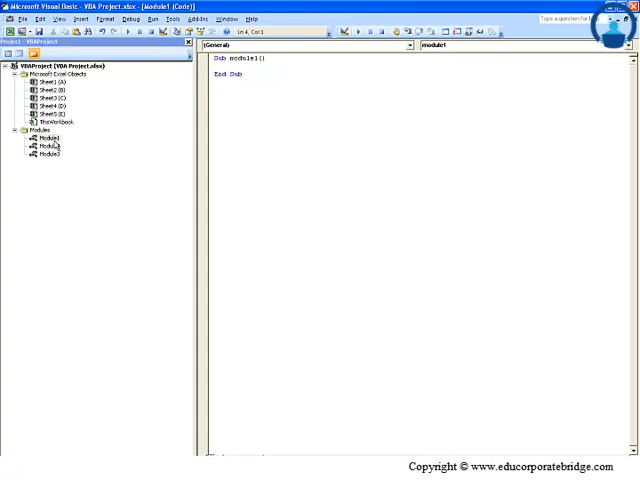 Microsoft Visual Basic - VBA Project.xlsx - [Module1 (Code)]
File Edit View Insert Format Debug Run Tools Add-Ins Window Help
Type a question for help
Ln 4, Col 1
Project - VBAProject
(General)
module1
VBAProject (VBA Project.xlsx)
Microsoft Excel Objects
Sheet1 (A)
Sheet2 (B)
Sheet3 (C)
Sheet4 (D)
Sheet5 (E)
ThisWorkbook
Modules
Module1
Module3
Sub module1()
End Sub
Copyright © www.educorporatebridge.com